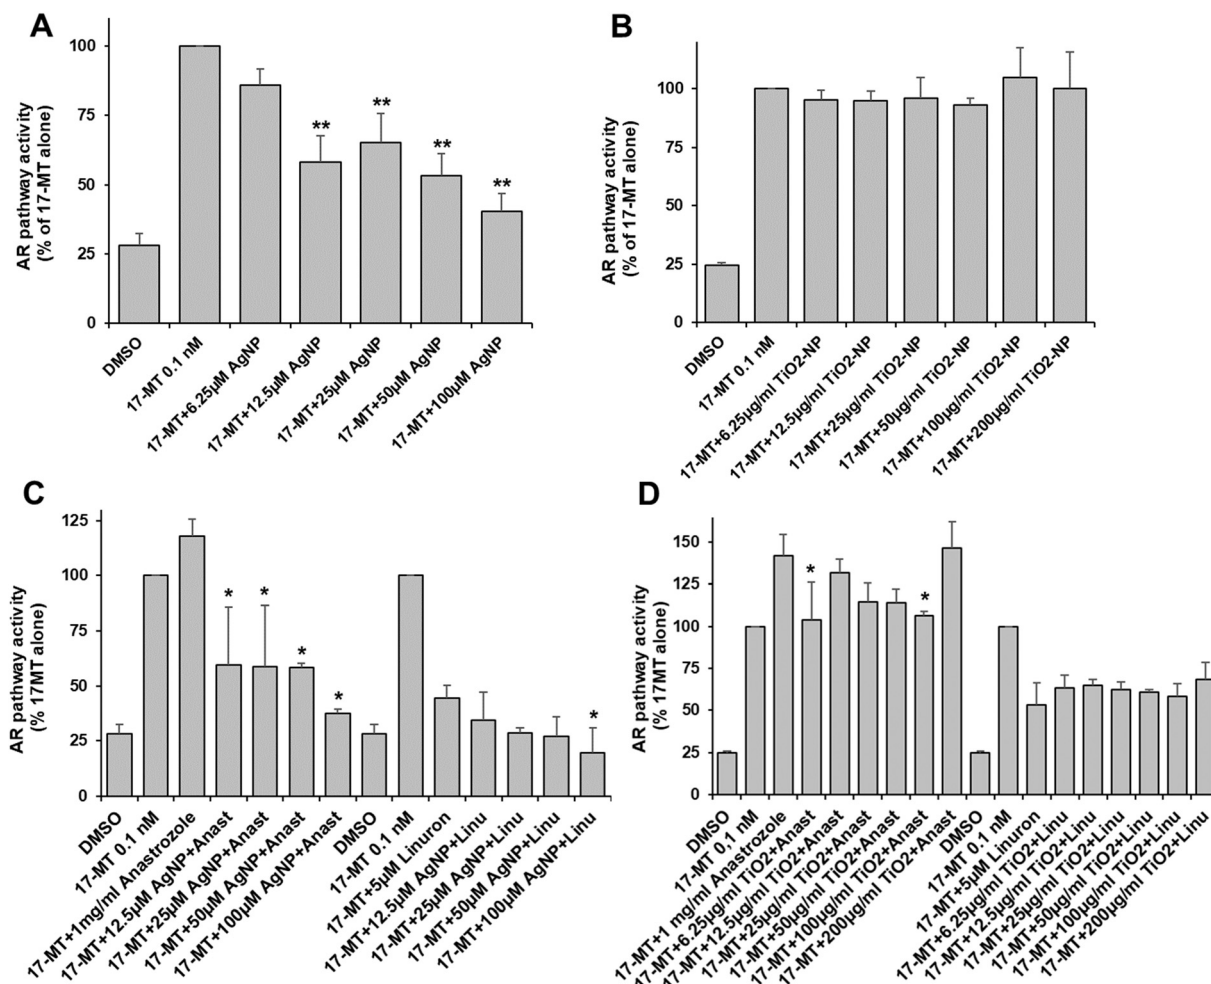 A
AR pathway activity
(% of 17-MT alone)
100
75
50
25
0
**
**
**
**
DMSO
17-MT 0.1 nM
17-MT+6.25µM AgNP
17-MT+12.5µM AgNP
17-MT+25µM AgNP
17-MT+50µM AgNP
17-MT+100µM AgNP
B
AR pathway activity
(% of 17-MT alone)
100
75
50
25
0
DMSO
17-MT 0.1 nM
17-MT+6.25µg/ml TiO2-NP
17-MT+12.5µg/ml TiO2-NP
17-MT+25µg/ml TiO2-NP
17-MT+50µg/ml TiO2-NP
17-MT+100µg/ml TiO2-NP
17-MT+200µg/ml TiO2-NP
C
AR pathway activity
(% 17MT alone)
125
100
75
50
25
0
*
*
*
*
*
DMSO
17-MT 0.1 nM
17-MT+1mg/ml Anastrozole
17-MT+12.5µM AgNP+Anast
17-MT+25µM AgNP+Anast
17-MT+50µM AgNP+Anast
17-MT+100µM AgNP+Anast
DMSO
17-MT 0.1 nM
17-MT+5µM Linuron
17-MT+12.5µM AgNP+Linu
17-MT+25µM AgNP+Linu
17-MT+50µM AgNP+Linu
17-MT+100µM AgNP+Linu
D
AR pathway activity
(% 17MT alone)
150
125
100
75
50
25
0
*
*
DMSO
17-MT 0,1 nM
17-MT+1 mg/ml Anastrozole
17-MT+6.25µg/ml TiO2+Anast
17-MT+12.5µg/ml TiO2+Anast
17-MT+25µg/ml TiO2+Anast
17-MT+50µg/ml TiO2+Anast
17-MT+100µg/ml TiO2+Anast
17-MT+200µg/ml TiO2+Anast
DMSO
17-MT 0.1 nM
17-MT+5µM Linuron
17-MT+6.25µg/ml TiO2+Linu
17-MT+12.5µg/ml TiO2+Linu
17-MT+25µg/ml TiO2+Linu
17-MT+50µg/ml TiO2+Linu
17-MT+100µg/ml TiO2+Linu
17-MT+200µg/ml TiO2+Linu